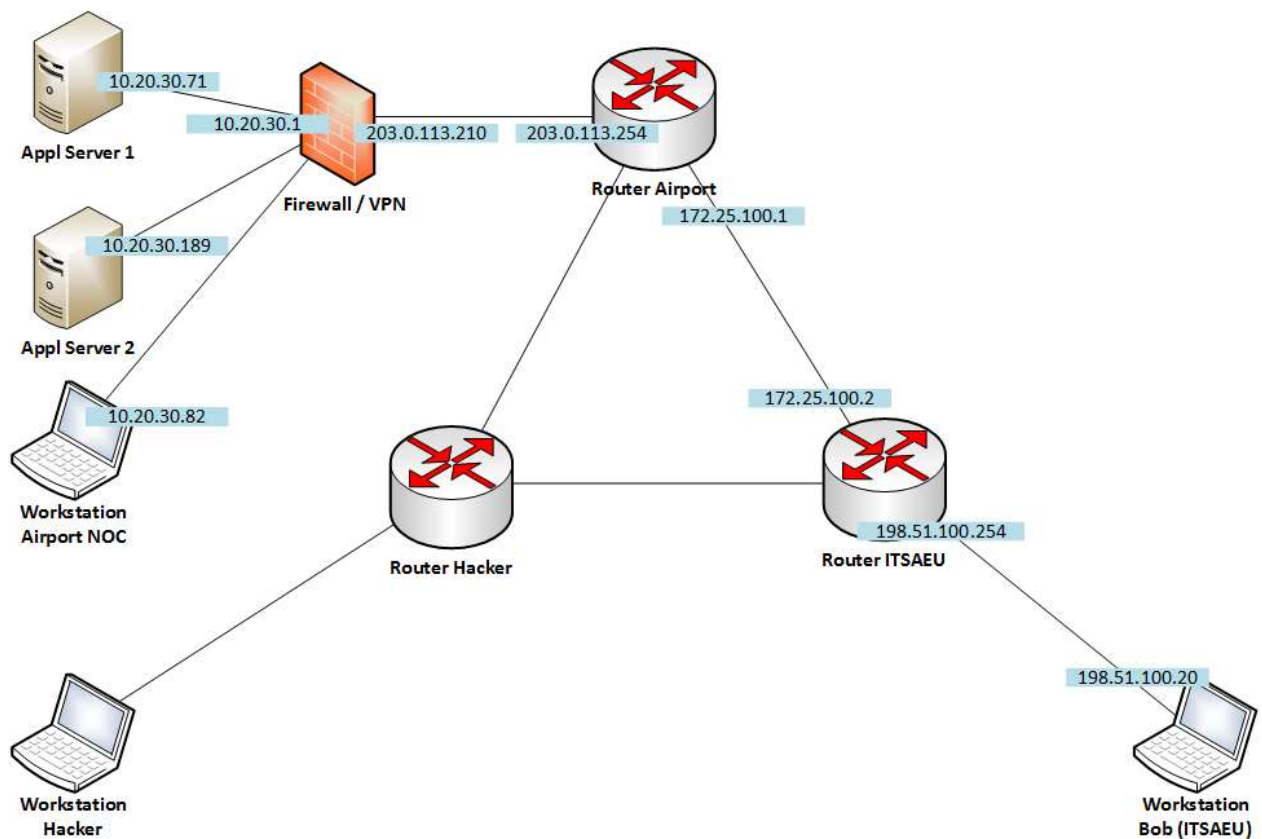 10.20.30.71
10.20.30.1
203.0.113.210
203.0.113.254
Appl Server 1
Router Airport
Firewall / VPN
172.25.100.1
10.20.30.189
Appl Server 2
172.25.100.2
10.20.30.82
Workstation
Airport NOC
198.51.100.254
Router Hacker
Router ITSAEU
198.51.100.20
Workstation
Hacker
Workstation
Bob (ITSAEU)